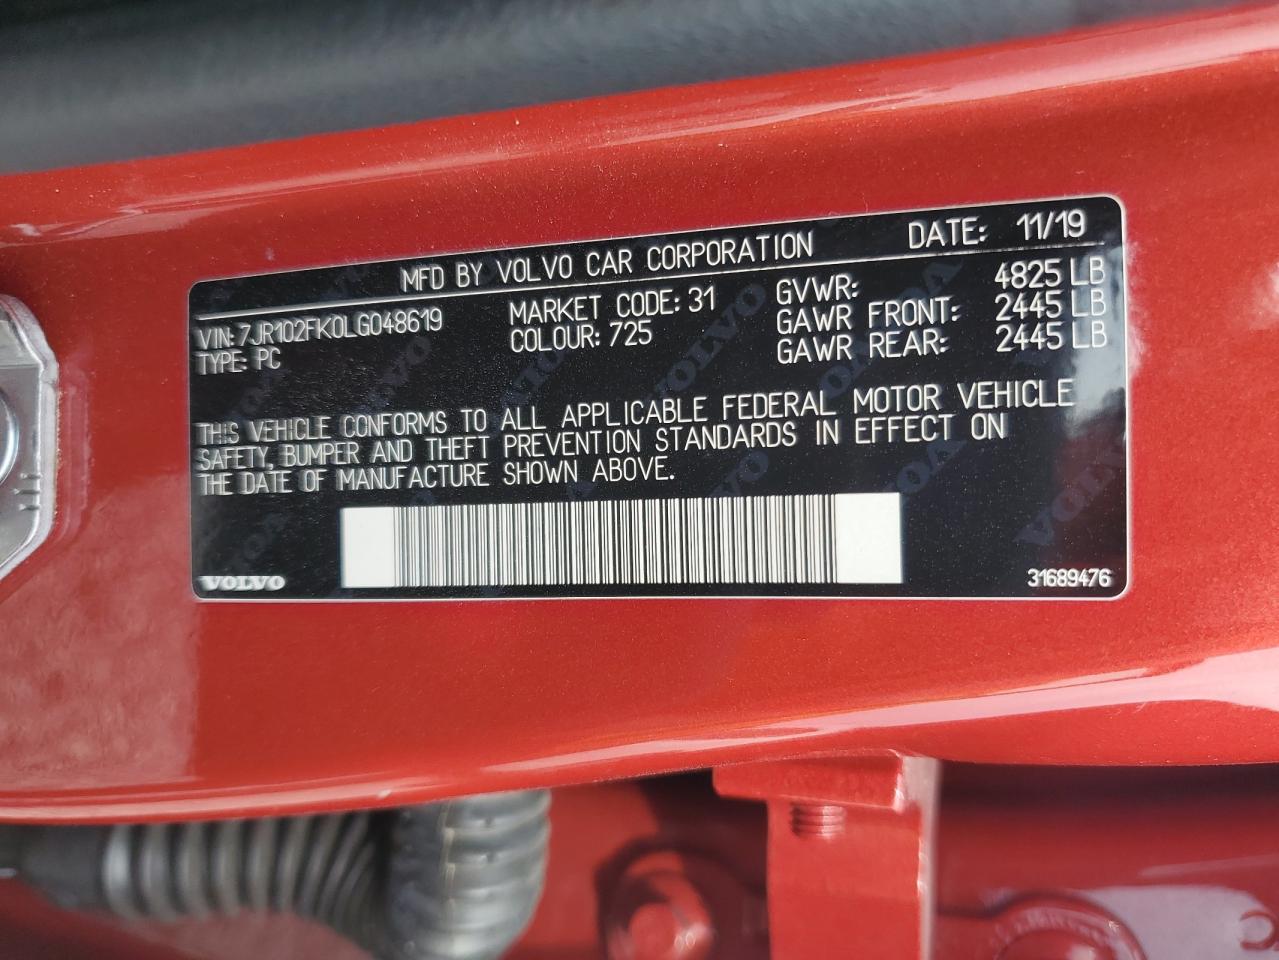 MFD BY VOLVO CAR CORPORATION DATE: 11/19
VIN:7JR102FK0LG048619 MARKET CODE: 31 GVWR: 4825 LB
TYPE: PC COLOUR: 725 GAWR FRONT: 2445 LB
GAWR REAR: 2445 LB
THIS VEHICLE CONFORMS TO ALL APPLICABLE FEDERAL MOTOR VEHICLE
SAFETY, BUMPER AND THEFT PREVENTION STANDARDS IN EFFECT ON
THE DATE OF MANUFACTURE SHOWN ABOVE.
VOLVO 31689476